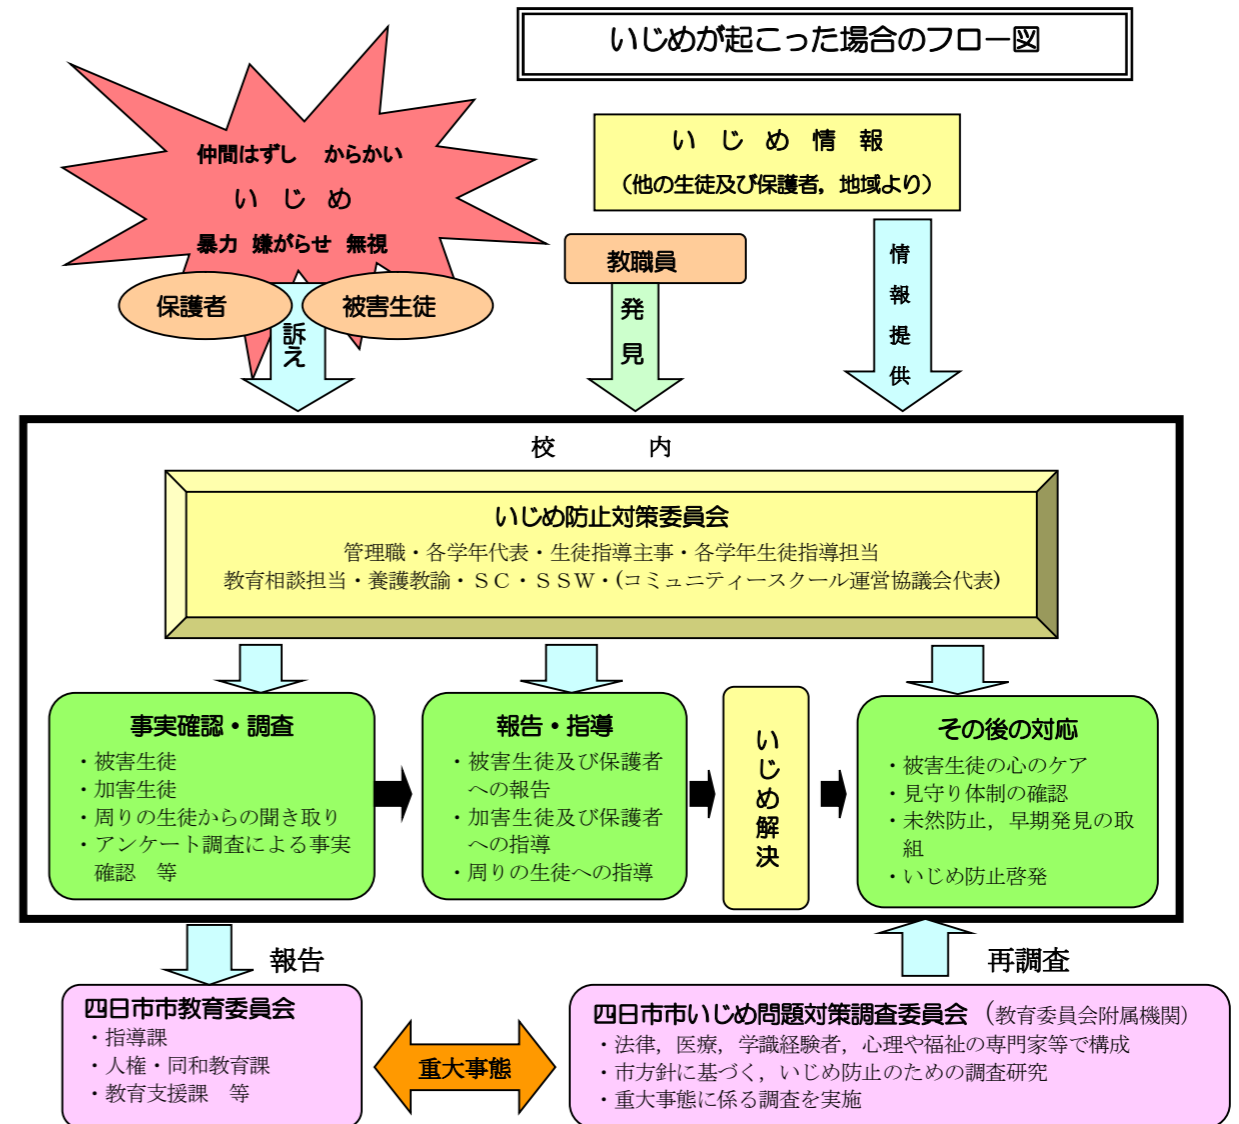 いじめが起こった場合のフロー図
仲間はずし　からかい
い　じ　め
暴力　嫌がらせ　無視
保護者
被害生徒
訴え
い　じ　め　情　報
（他の生徒及び保護者，地域より）
教職員
発見
情報提供
校　　　内
いじめ防止対策委員会
管理職・各学年代表・生徒指導主事・各学年生徒指導担当
教育相談担当・養護教諭・ＳＣ・ＳＳＷ・(コミュニティースクール運営協議会代表)
事実確認・調査
・被害生徒
・加害生徒
・周りの生徒からの聞き取り
・アンケート調査による事実
確認　等
報告・指導
・被害生徒及び保護者
への報告
・加害生徒及び保護者
への指導
・周りの生徒への指導
いじめ解決
その後の対応
・被害生徒の心のケア
・見守り体制の確認
・未然防止，早期発見の取
組
・いじめ防止啓発
報告
再調査
四日市市教育委員会
・指導課
・人権・同和教育課
・教育支援課　等
重大事態
四日市市いじめ問題対策調査委員会（教育委員会附属機関）
・法律，医療，学識経験者，心理や福祉の専門家等で構成
・市方針に基づく，いじめ防止のための調査研究
・重大事態に係る調査を実施